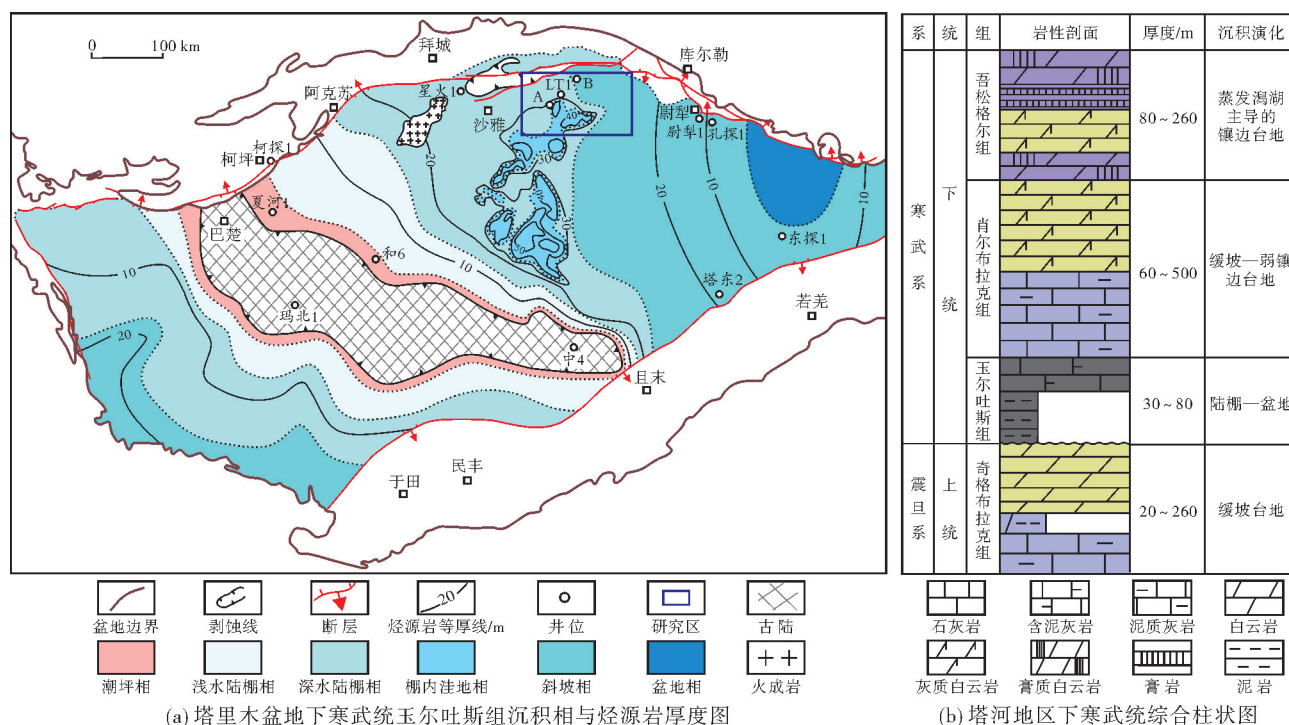 0 100 km
拜城
库尔勒
阿克苏
星火1
LT1
B
A
沙雅
尉犁
尉犁1
孔探1
40
30
20
20
10
10
柯坪
柯探1
夏河1
巴楚
和6
30
30
50
东探1
10
10
塔东2
若羌
玛北1
中4
20
且末
于田
民丰
盆地边界
剥蚀线
断层
20
烃源岩等厚线/m
井位
研究区
古陆
潮坪相
浅水陆棚相
深水陆棚相
棚内洼地相
斜坡相
盆地相
火成岩
(a) 塔里木盆地下寒武统玉尔吐斯组沉积相与烃源岩厚度图
系 统 组 岩性剖面 厚度/m 沉积演化
寒武系
下统
吾松格尔组
80~260
蒸发潟湖
主导的
镶边台地
肖尔布拉克组
60~500
缓坡—弱镶
边台地
玉尔吐斯组
30~80
陆棚—盆地
震旦系
上统
奇格布拉克组
20~260
缓坡台地
石灰岩
含泥灰岩
泥质灰岩
白云岩
灰质白云岩
膏质白云岩
膏岩
泥岩
(b) 塔河地区下寒武统综合柱状图